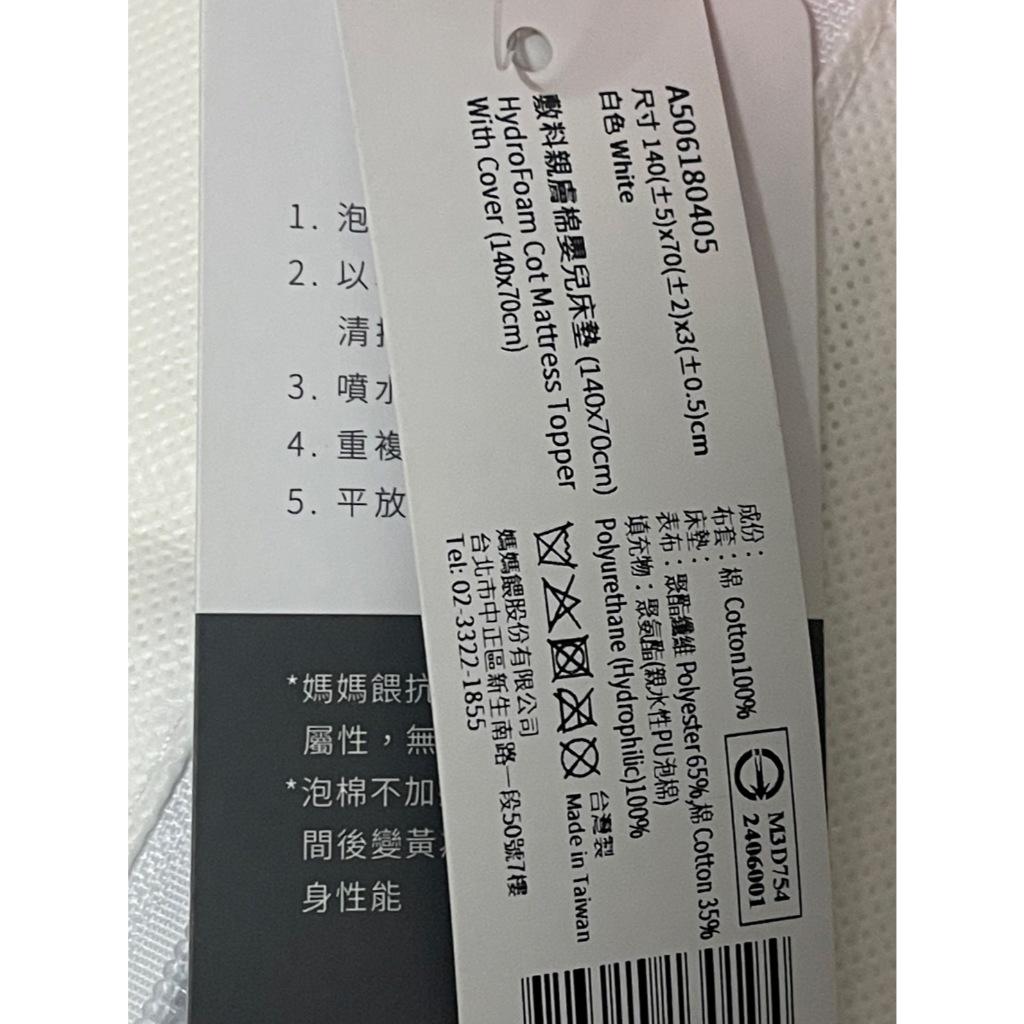 A506180405
尺寸 140(±5)x70(±2)x3(±0.5)cm
白色 White
敷料親膚棉嬰兒床墊 (140x70cm)
HydroFoam Cot Mattress Topper
With Cover (140x70cm)
成份：
布套：棉 Cotton100%
床墊：
表布：聚酯纖維 Polyester65%,棉 Cotton 35%
填充物：聚氨酯(親水性PU泡棉)
Polyurethane (Hydrophilic)100%
台灣製
Made in Taiwan
媽媽餵股份有限公司
台北市中正區新生南路一段50號7樓
Tel: 02-3322-1855
M3D754
2406001
1. 泡
2. 以
清
3. 噴水
4. 重複
5. 平放
*媽媽餵抗
屬性，無
*泡棉不加
間後變黃
身性能